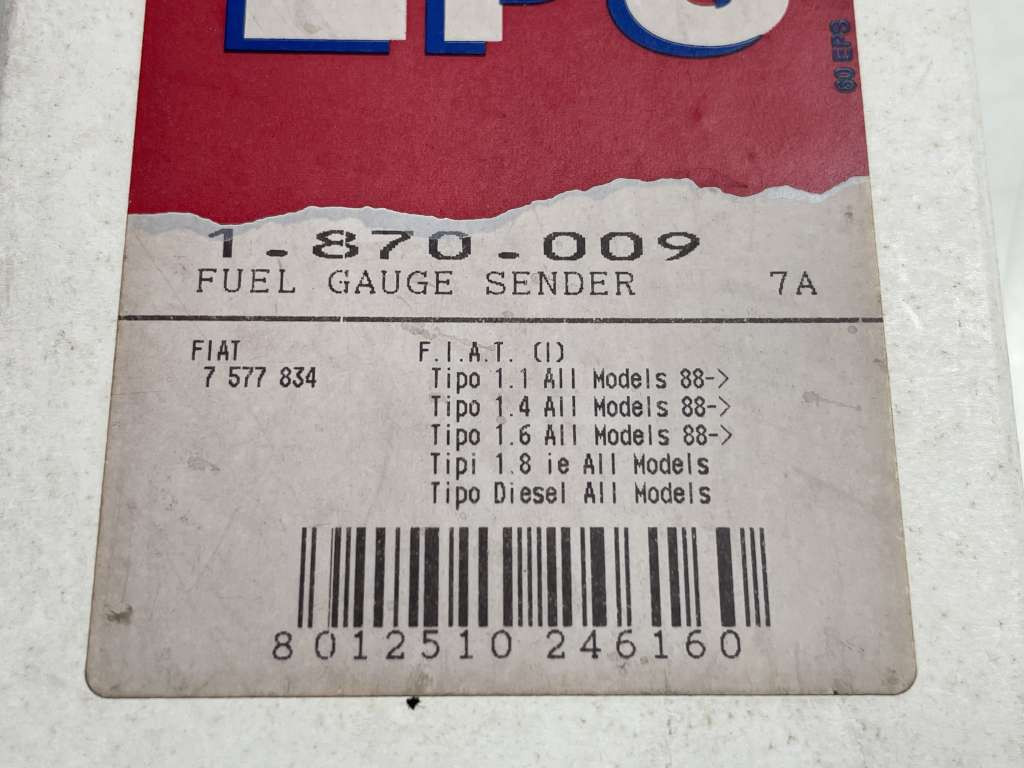 EPS
60 EPS
1.870.009
FUEL GAUGE SENDER 7A
FIAT F.I.A.T. (I)
7 577 834 Tipo 1.1 All Models 88->
Tipo 1.4 All Models 88->
Tipo 1.6 All Models 88->
Tipi 1.8 ie All Models
Tipo Diesel All Models
8 012510 246160